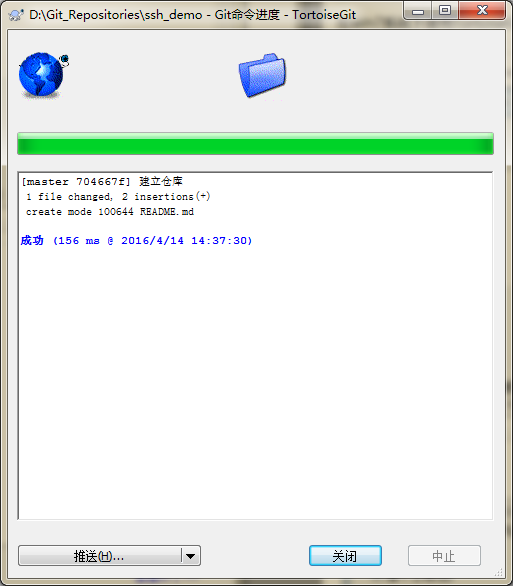 D:\Git_Repositories\ssh_demo - Git命令进度 - TortoiseGit
[master 704667f] 建立仓库
1 file changed, 2 insertions(+)
create mode 100644 README.md
成功 (156 ms @ 2016/4/14 14:37:30)
推送(H)...
关闭
中止